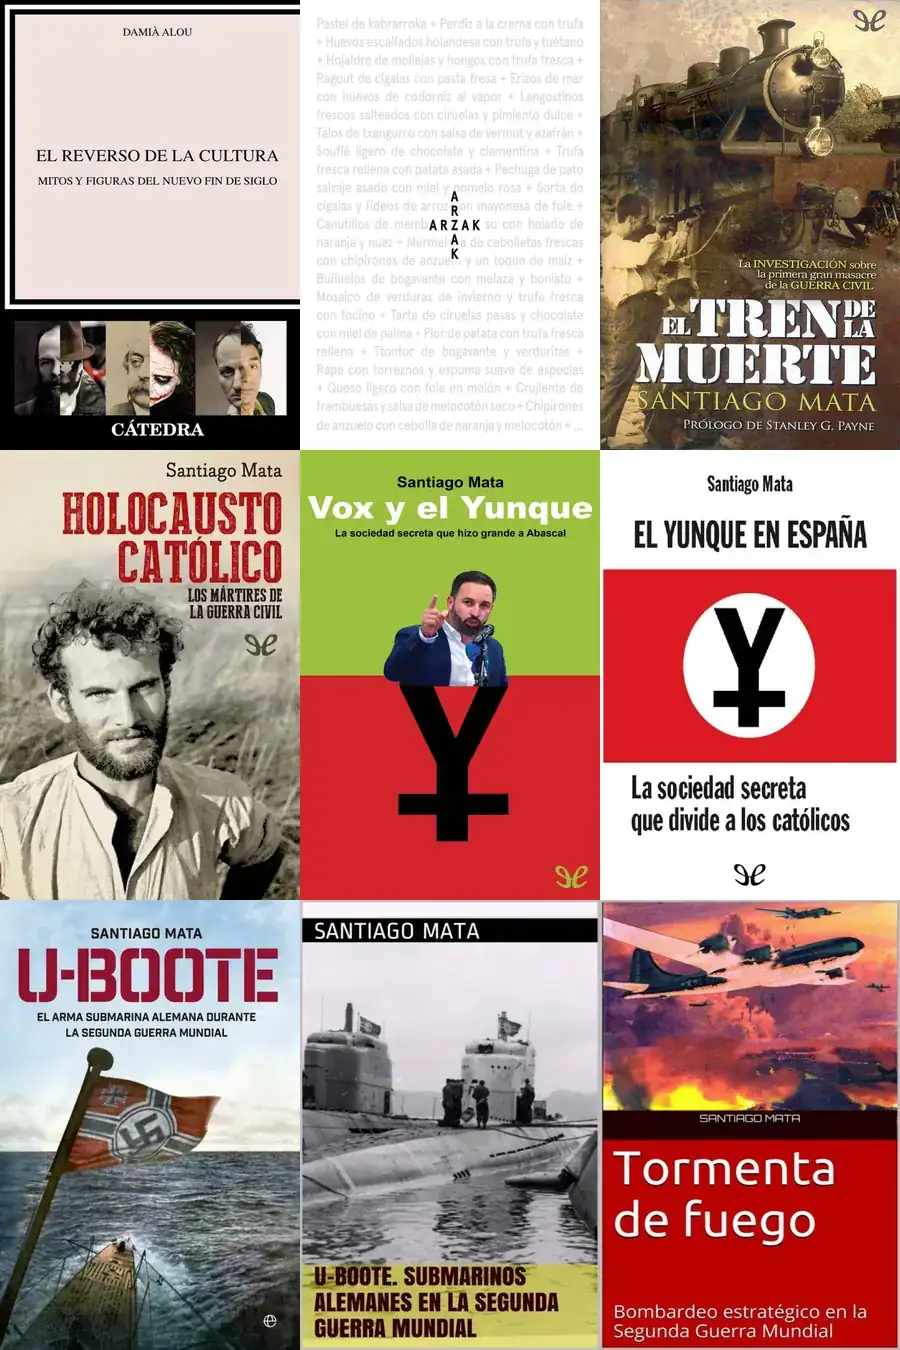 DAMIÀ ALOU
EL REVERSO DE LA CULTURA
MITOS Y FIGURAS DEL NUEVO FIN DE SIGLO
CÁTEDRA
Pastel de kabrarroka + Perdiz a la crema con trufa
+ Huevos escalfados holandesa con trufa y tuétano
+ Hojaldre de mollejas y hongos con trufa fresca +
Ragout de cigalas con pasta fresa + Erizos de mar
con huevos de codorniz al vapor + Langostinos
frescos salteados con ciruelas y pimiento dulce +
Talos de txangurro con salsa de vermut y azafrán +
Souflé ligero de chocolate y clementina + Trufa
fresca rellena con patata asada + Pechuga de pato
salvaje asado con miel y pomelo rosa + Sorta de
cigalas y fideos de arroz con mayonesa de foie +
Canutillos de memb ARZAK su con helado de
naranja y nuez + Mermel a de cebolletas frescas
con chipirones de anzuelo y un toque de maíz +
Buñuelos de bogavante con melaza y boniato +
Mosaico de verduras de invierno y trufa fresca
con tocino + Tarta de ciruelas pasas y chocolate
con miel de palma + Flor de patata con trufa fresca
rellena + Ttontor de bogavante y verduritas +
Rape con torreznos y espuma suave de especias
+ Queso ligero con foie en melón + Crujiente de
frambuesas y salsa de melocotón seco + Chipirones
de anzuelo con cebolla de naranja y melocotón + ...
ARZAK
La INVESTIGACIÓN sobre
la primera gran masacre
de la GUERRA CIVIL
EL TREN DE LA
MUERTE
SANTIAGO MATA
PRÓLOGO DE STANLEY G. PAYNE
Santiago Mata
HOLOCAUSTO
CATÓLICO
LOS MÁRTIRES DE
LA GUERRA CIVIL
Santiago Mata
Vox y el Yunque
La sociedad secreta que hizo grande a Abascal
Santiago Mata
EL YUNQUE EN ESPAÑA
La sociedad secreta
que divide a los católicos
SANTIAGO MATA
U-BOOTE
EL ARMA SUBMARINA ALEMANA DURANTE
LA SEGUNDA GUERRA MUNDIAL
SANTIAGO MATA
U-BOOTE. SUBMARINOS
ALEMANES EN LA SEGUNDA
GUERRA MUNDIAL
SANTIAGO MATA
Tormenta
de fuego
Bombardeo estratégico en la
Segunda Guerra Mundial